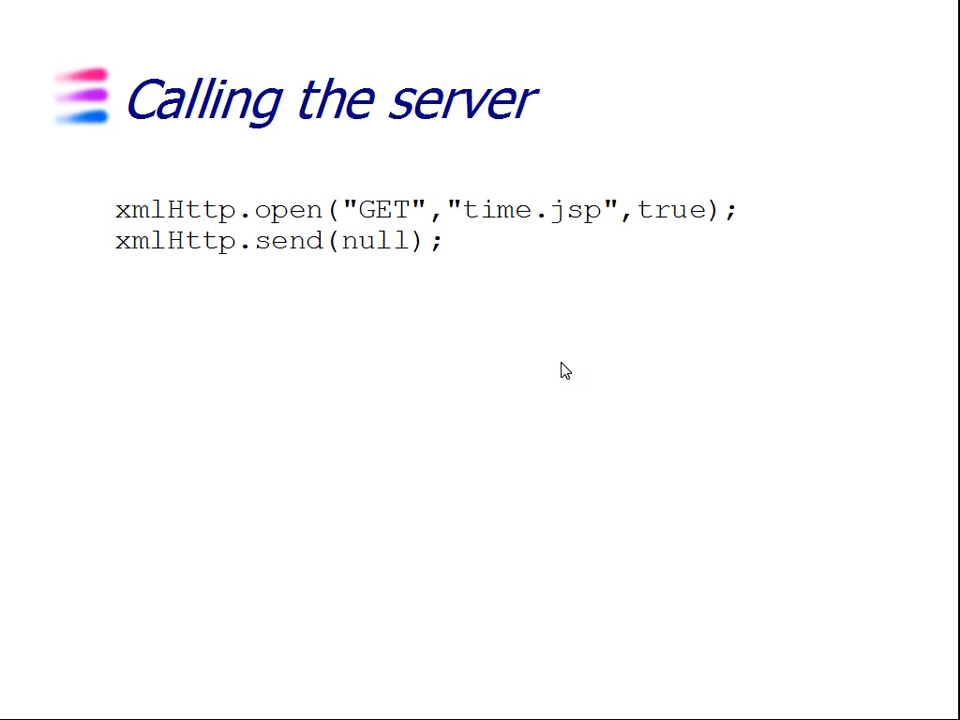 Calling the server
xmlHttp.open("GET","time.jsp",true);
xmlHttp.send(null);